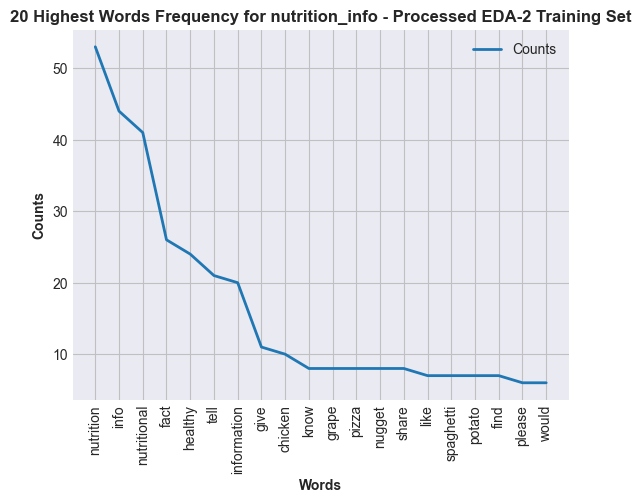 20 Highest Words Frequency for nutrition_info - Processed EDA-2 Training Set
Counts
50
40
30
20
10
Counts
nutrition
info
nutritional
fact
healthy
tell
information
give
chicken
know
grape
pizza
nugget
share
like
spaghetti
potato
find
please
would
Words